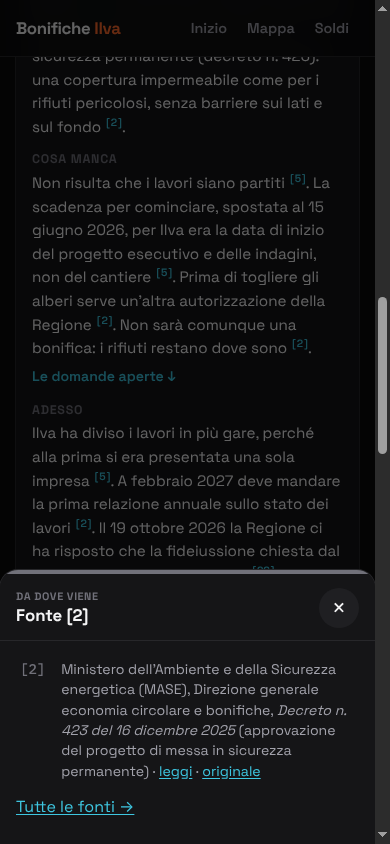 Bonifiche Ilva Inizio Mappa Soldi
sicurezza permanente (decreto n. 423):
una copertura impermeabile come per i
rifiuti pericolosi, senza barriere sui lati e
sul fondo [2].
COSA MANCA
Non risulta che i lavori siano partiti [5]. La
scadenza per cominciare, spostata al 15
giugno 2026, per Ilva era la data di inizio
del progetto esecutivo e delle indagini,
non del cantiere [5]. Prima di togliere gli
alberi serve un'altra autorizzazione della
Regione [2]. Non sarà comunque una
bonifica: i rifiuti restano dove sono [2].
Le domande aperte ↓
ADESSO
Ilva ha diviso i lavori in più gare, perché
alla prima si era presentata una sola
impresa [5]. A febbraio 2027 deve mandare
la prima relazione annuale sullo stato dei
lavori [2]. Il 19 ottobre 2026 la Regione ci
ha risposto che la fideiussione chiesta dal
DA DOVE VIENE
Fonte [2]
×
[2] Ministero dell'Ambiente e della Sicurezza
energetica (MASE), Direzione generale
economia circolare e bonifiche, Decreto n.
423 del 16 dicembre 2025 (approvazione
del progetto di messa in sicurezza
permanente) · leggi · originale
Tutte le fonti →